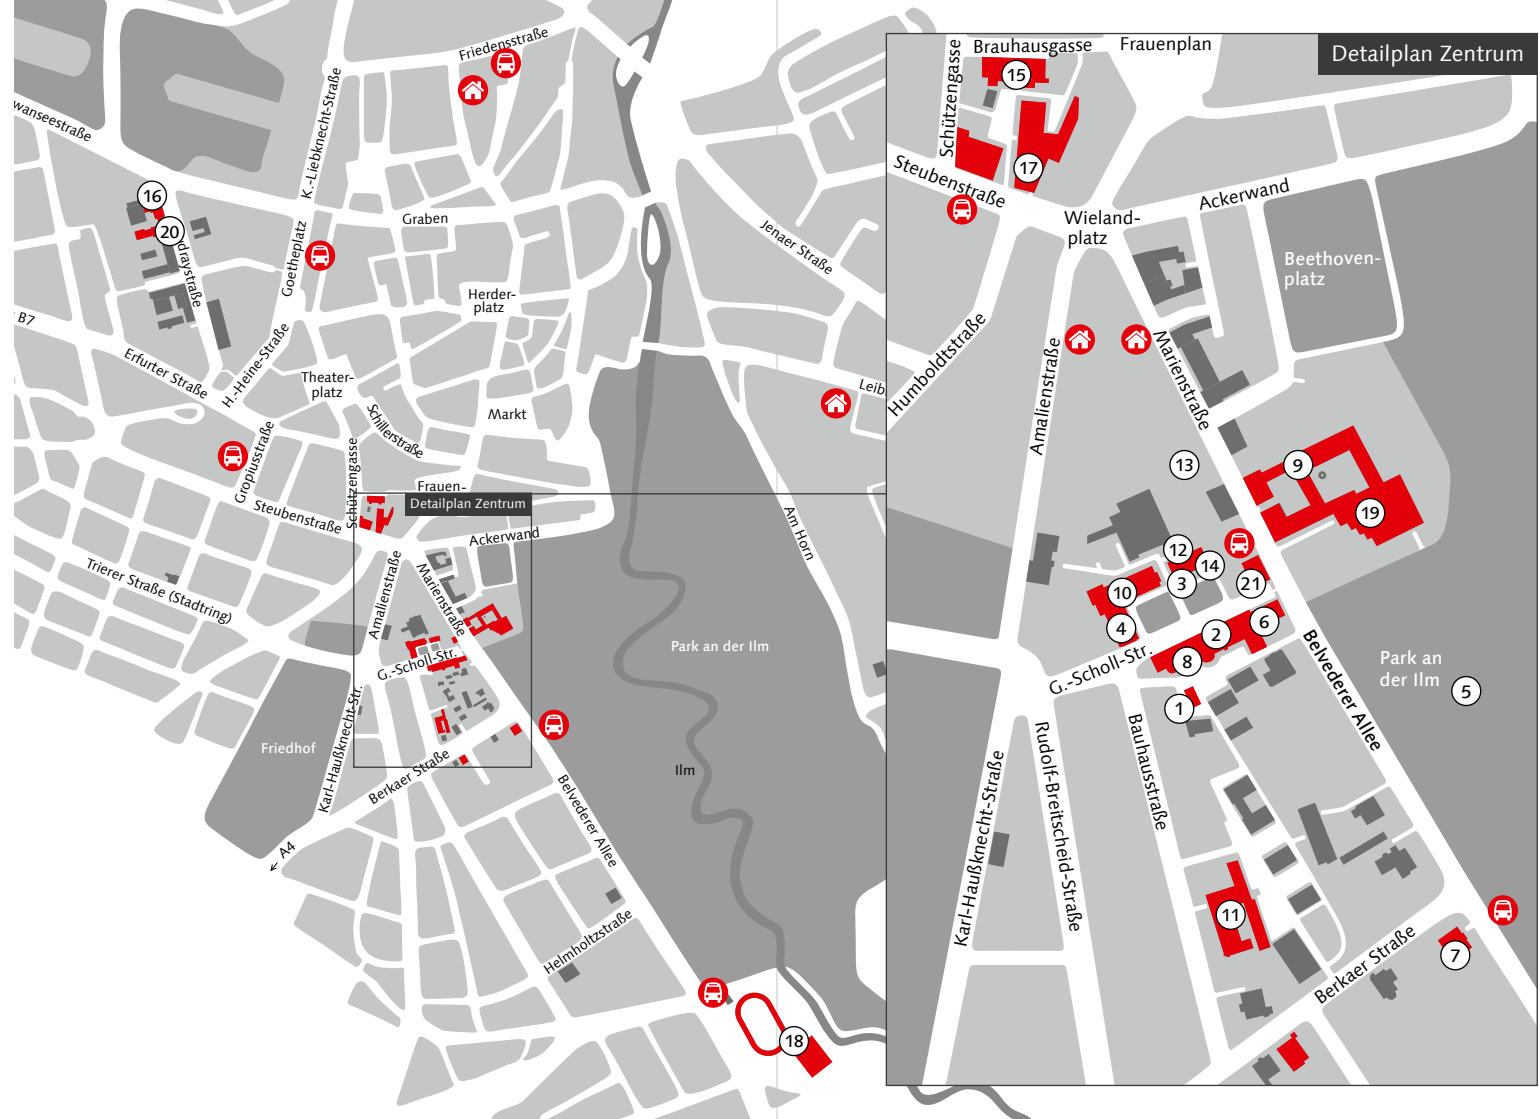 Friedensstraße
wanseestraße
K.-Liebknecht-Straße
16
20
draystraße
Graben
Goetheplatz
Jenaer Straße
Herder-
platz
B7
Erfurter Straße
H.-Heine-Straße
Theater-
platz
Schillerstraße
Markt
Leib
Gropiusstraße
Schützengasse
Frauen-
Detailplan Zentrum
Steubenstraße
Ackerwand
Am Horn
Trierer Straße (Stadtring)
Amalienstraße
Marienstraße
G.-Scholl-Str.
Park an der Ilm
Karl-Haußknecht-Str.
Friedhof
Berkaer Straße
Ilm
Belvederer Allee
← A4
Helmholtzstraße
18
Detailplan Zentrum
Schützengasse
Brauhausgasse
Frauenplan
15
17
Steubenstraße
Wieland-
platz
Ackerwand
Beethoven-
platz
Humboldtstraße
Amalienstraße
Marienstraße
13
9
19
12
14
10
3
21
4
2
6
8
G.-Scholl-Str.
1
Belvederer Allee
Park an
der Ilm
5
Karl-Haußknecht-Straße
Rudolf-Breitscheid-Straße
Bauhausstraße
11
Berkaer Straße
7